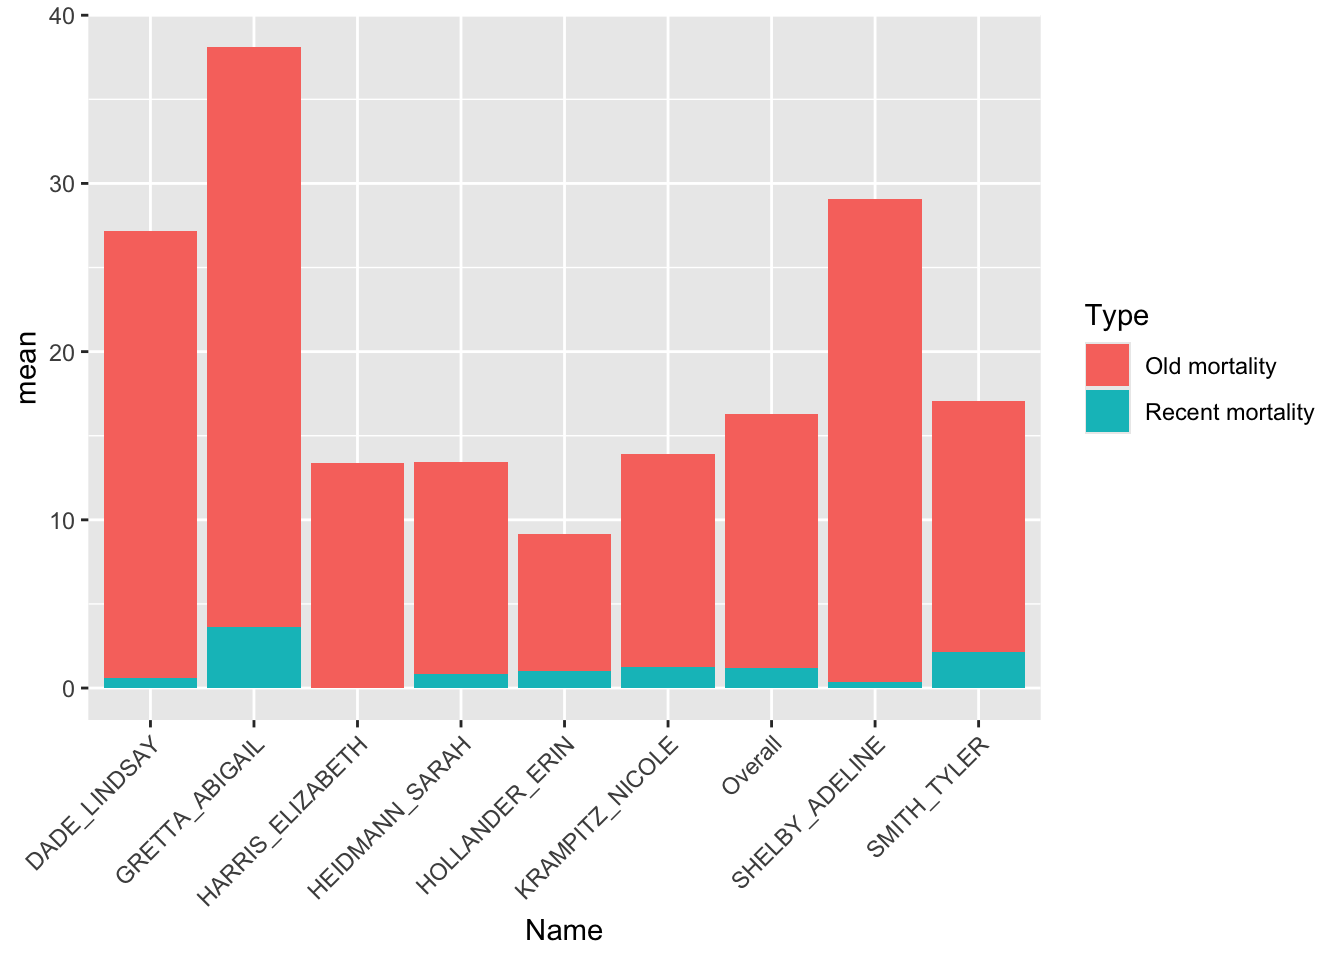 40
30
20
10
0
mean
DADE_LINDSAY
GRETTA_ABIGAIL
HARRIS_ELIZABETH
HEIDMANN_SARAH
HOLLANDER_ERIN
KRAMPITZ_NICOLE
Overall
SHELBY_ADELINE
SMITH_TYLER
Name
Type
Old mortality
Recent mortality